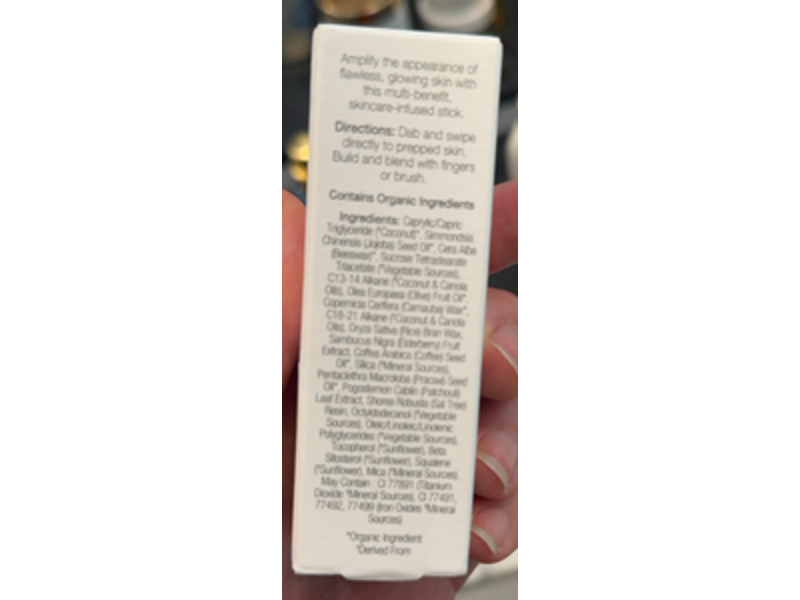 Amplify the appearance of
flawless, glowing skin with
this multi-benefit,
skincare-infused stick.
Directions: Dab and swipe
directly to prepped skin.
Build and blend with fingers
or brush.
Contains Organic Ingredients
Ingredients: Caprylic/Capric
Triglyceride (°Coconut)*, Simmondsia
Chinensis (Jojoba) Seed Oil*, Cera Alba
(Beeswax)*, Sucrose Tetrastearate
Triacetate (°Vegetable Sources),
C13-14 Alkane (°Coconut & Canola
Oils), Olea Europaea (Olive) Fruit Oil*,
Copernicia Cerifera (Carnauba) Wax*,
C18-21 Alkane (°Coconut & Canola
Oils), Oryza Sativa (Rice) Bran Wax,
Sambucus Nigra (Elderberry) Fruit
Extract, Coffea Arabica (Coffee) Seed
Oil*, Silica (°Mineral Sources),
Pentaclethra Macroloba (Pracaxi) Seed
Oil*, Pogostemon Cablin (Patchouli)
Leaf Extract, Shorea Robusta (Sal Tree)
Resin, Octyldodecanol (°Vegetable
Sources), Oleic/Linoleic/Linolenic
Polyglycerides (°Vegetable Sources),
Tocopherol (°Sunflower), Beta
Sitosterol (°Sunflower), Squalene
(°Sunflower), Mica (°Mineral Sources),
May Contain : CI 77891 (Titanium
Dioxide °Mineral Sources), CI 77491,
77492, 77499 (Iron Oxides °Mineral
Sources)
*Organic Ingredient
°Derived From